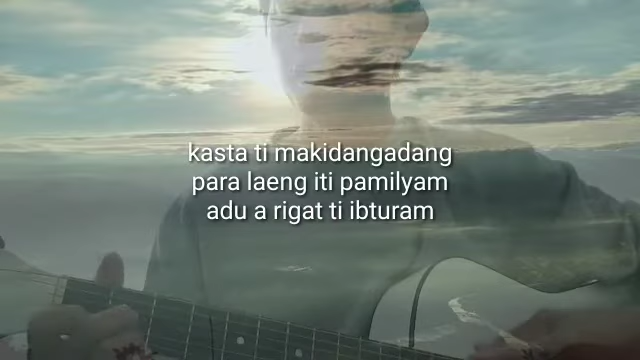 kasta ti makidangadang
para laeng iti pamilyam
adu a rigat ti ibturam